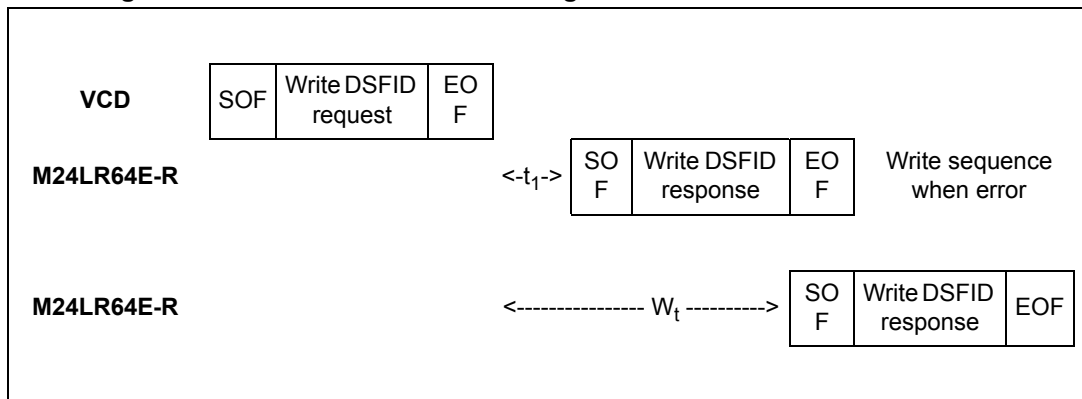 VCD
SOF
Write DSFID
request
EO
F
M24LR64E-R
<-t1->
SO
F
Write DSFID
response
EO
F
Write sequence
when error
M24LR64E-R
<---------------- Wt ---------->
SO
F
Write DSFID
response
EOF